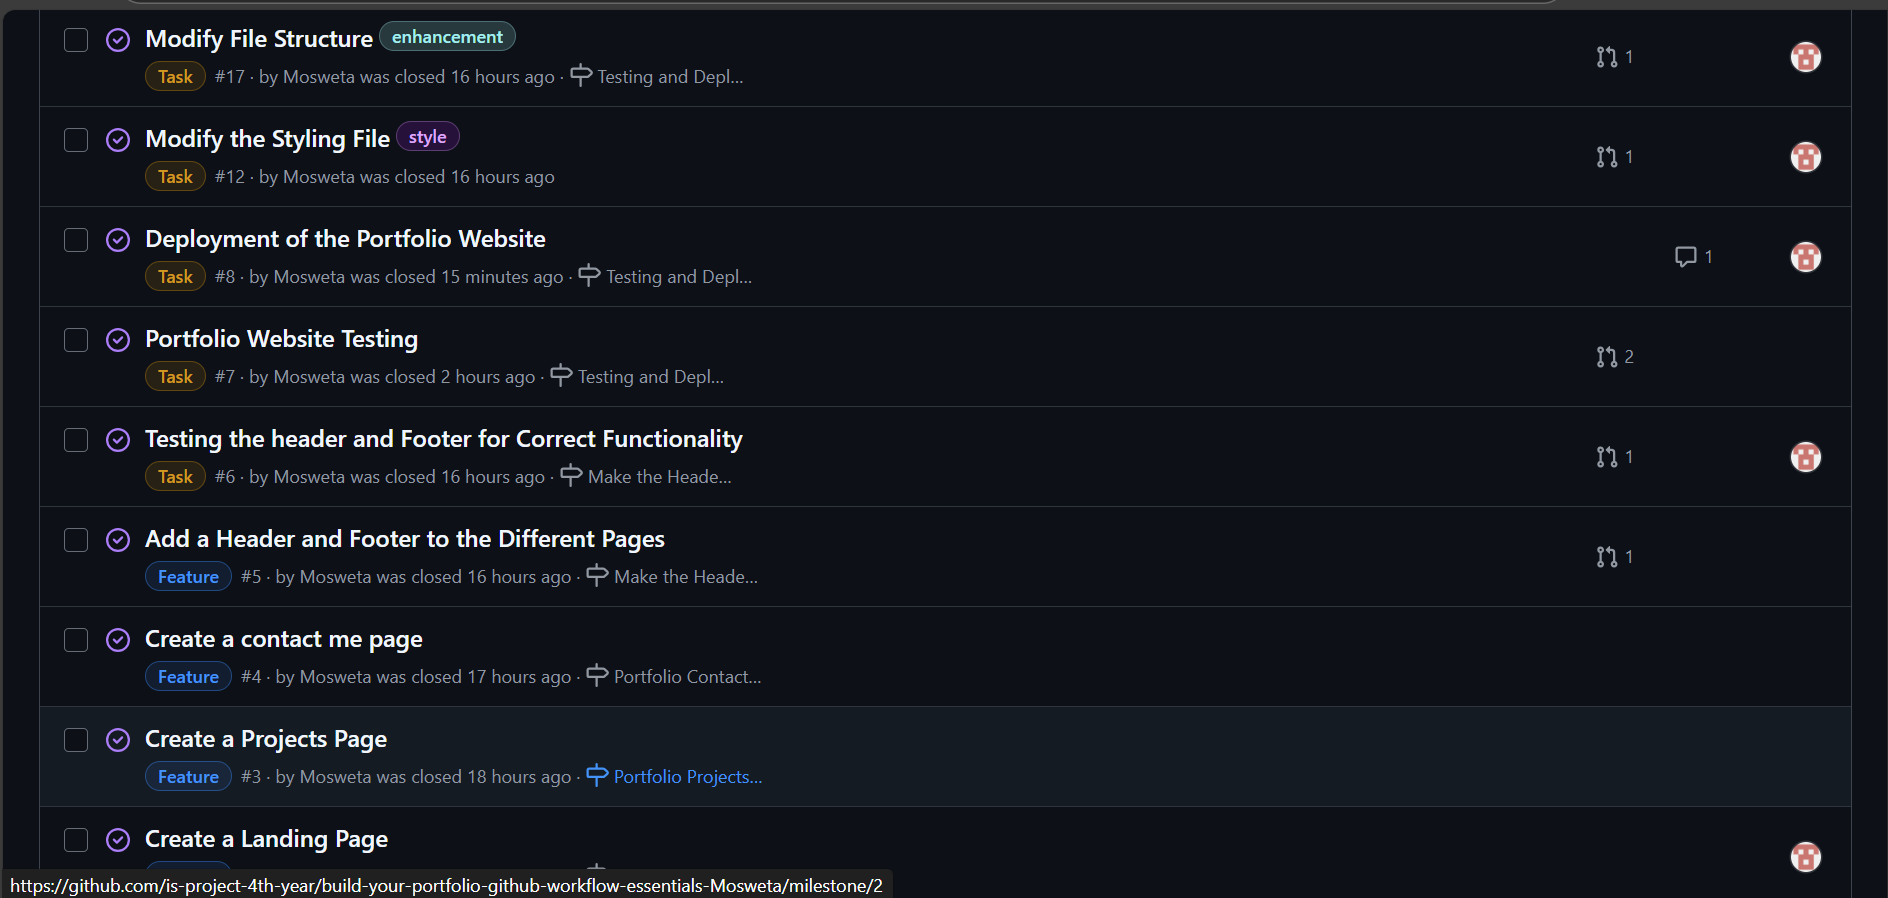 Modify File Structure enhancement
Task #17 · by Mosweta was closed 16 hours ago · Testing and Depl...
1
Modify the Styling File style
Task #12 · by Mosweta was closed 16 hours ago
1
Deployment of the Portfolio Website
Task #8 · by Mosweta was closed 15 minutes ago · Testing and Depl...
1
Portfolio Website Testing
Task #7 · by Mosweta was closed 2 hours ago · Testing and Depl...
2
Testing the header and Footer for Correct Functionality
Task #6 · by Mosweta was closed 16 hours ago · Make the Heade...
1
Add a Header and Footer to the Different Pages
Feature #5 · by Mosweta was closed 16 hours ago · Make the Heade...
1
Create a contact me page
Feature #4 · by Mosweta was closed 17 hours ago · Portfolio Contact...
Create a Projects Page
Feature #3 · by Mosweta was closed 18 hours ago · Portfolio Projects...
Create a Landing Page
https://github.com/is-project-4th-year/build-your-portfolio-github-workflow-essentials-Mosweta/milestone/2